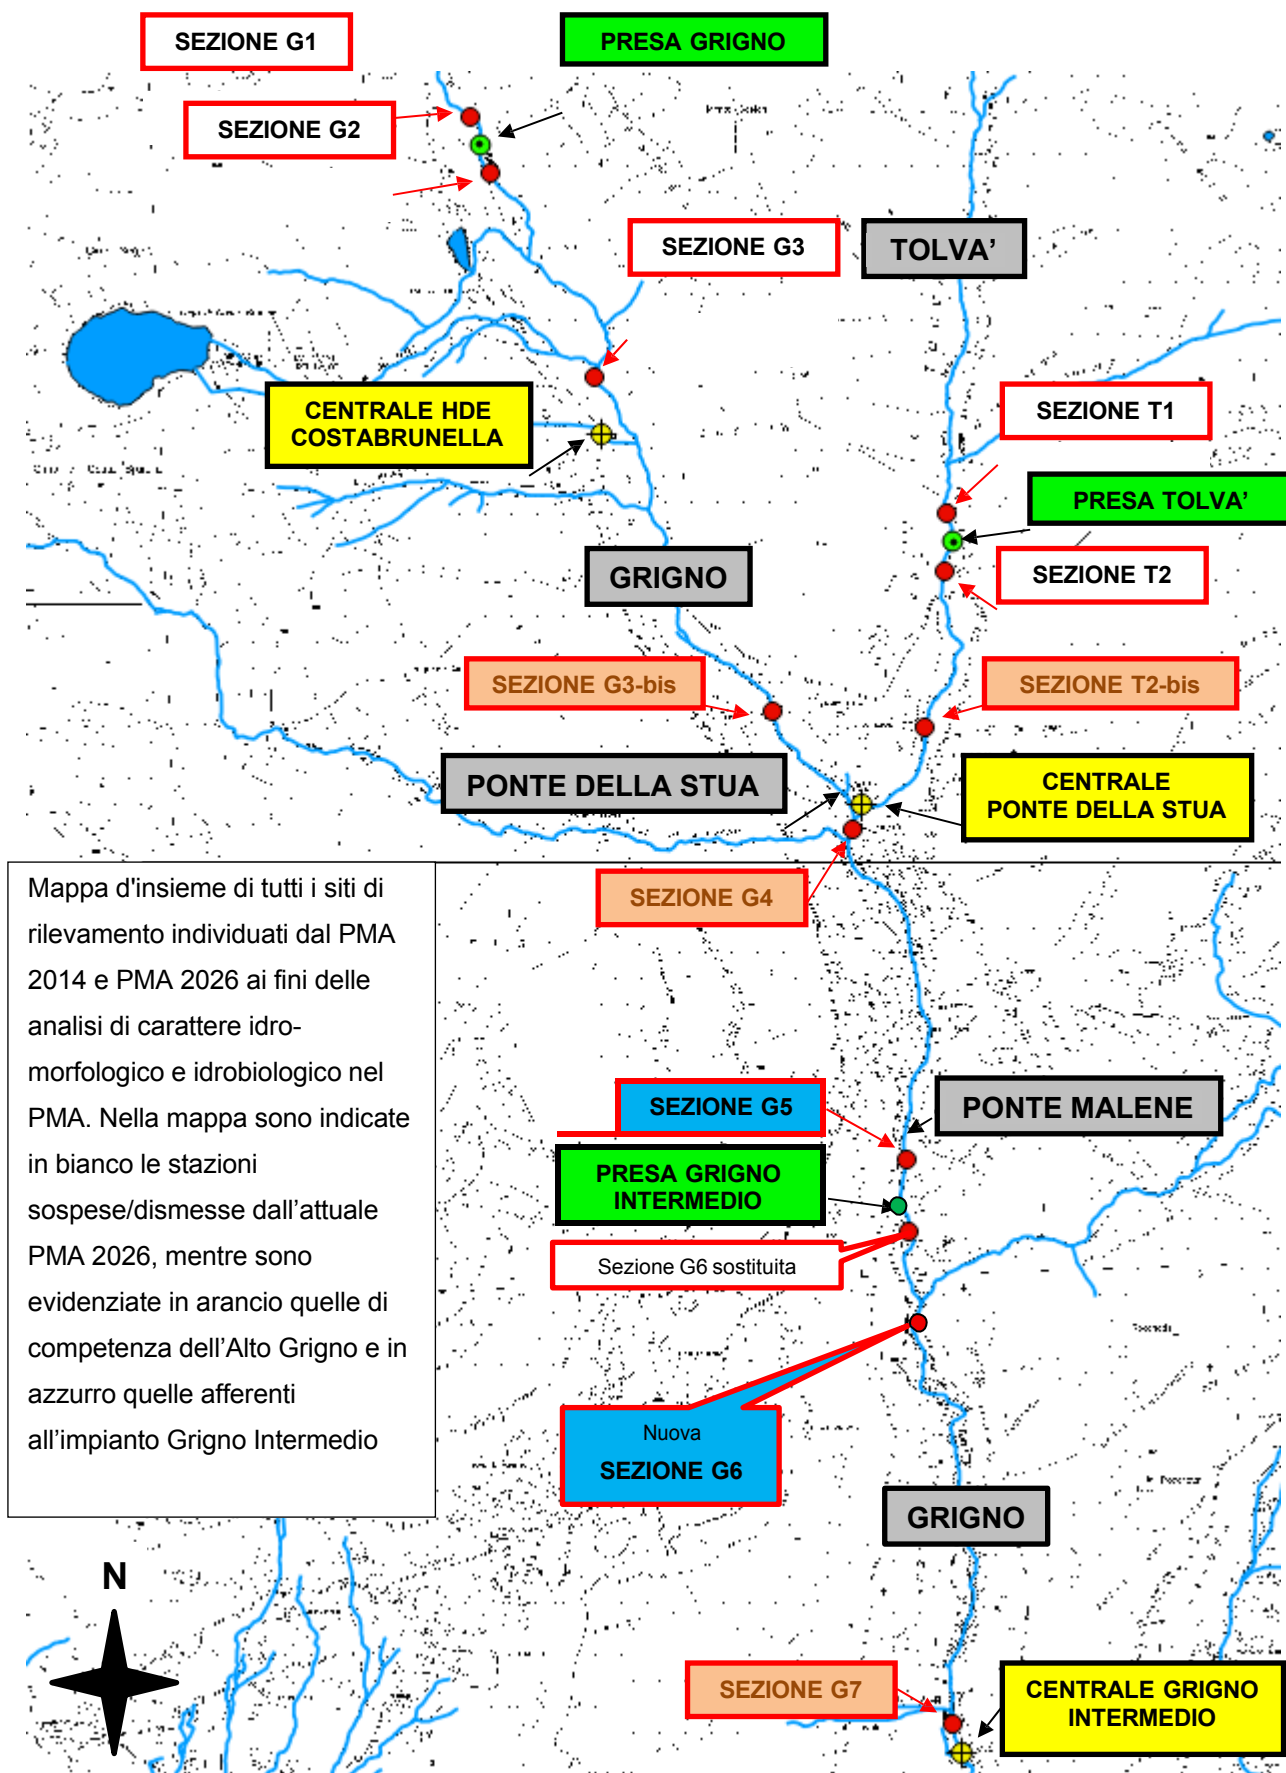 SEZIONE G1
PRESA GRIGNO
SEZIONE G2
SEZIONE G3
TOLVA'
CENTRALE HDE
COSTABRUNELLA
SEZIONE T1
PRESA TOLVA'
GRIGNO
SEZIONE T2
SEZIONE G3-bis
SEZIONE T2-bis
PONTE DELLA STUA
CENTRALE
PONTE DELLA STUA
SEZIONE G4
Mappa d'insieme di tutti i siti di
rilevamento individuati dal PMA
2014 e PMA 2026 ai fini delle
analisi di carattere idro-
morfologico e idrobiologico nel
PMA. Nella mappa sono indicate
in bianco le stazioni
sospese/dismesse dall'attuale
PMA 2026, mentre sono
evidenziate in arancio quelle di
competenza dell'Alto Grigno e in
azzurro quelle afferenti
all'impianto Grigno Intermedio
SEZIONE G5
PONTE MALENE
PRESA GRIGNO
INTERMEDIO
Sezione G6 sostituita
Nuova
SEZIONE G6
GRIGNO
N
SEZIONE G7
CENTRALE GRIGNO
INTERMEDIO